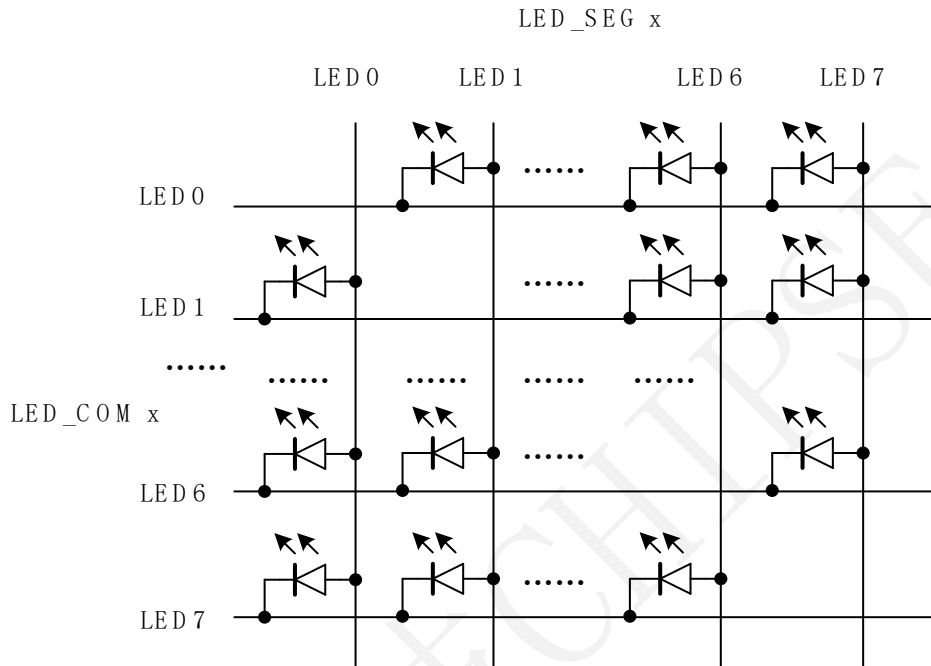 LED_SEG x
LED0 LED1 LED6 LED7
LED0 ......
LED1 ......
......
...... ...... ...... ......
LED_COM x
......
LED6
......
LED7